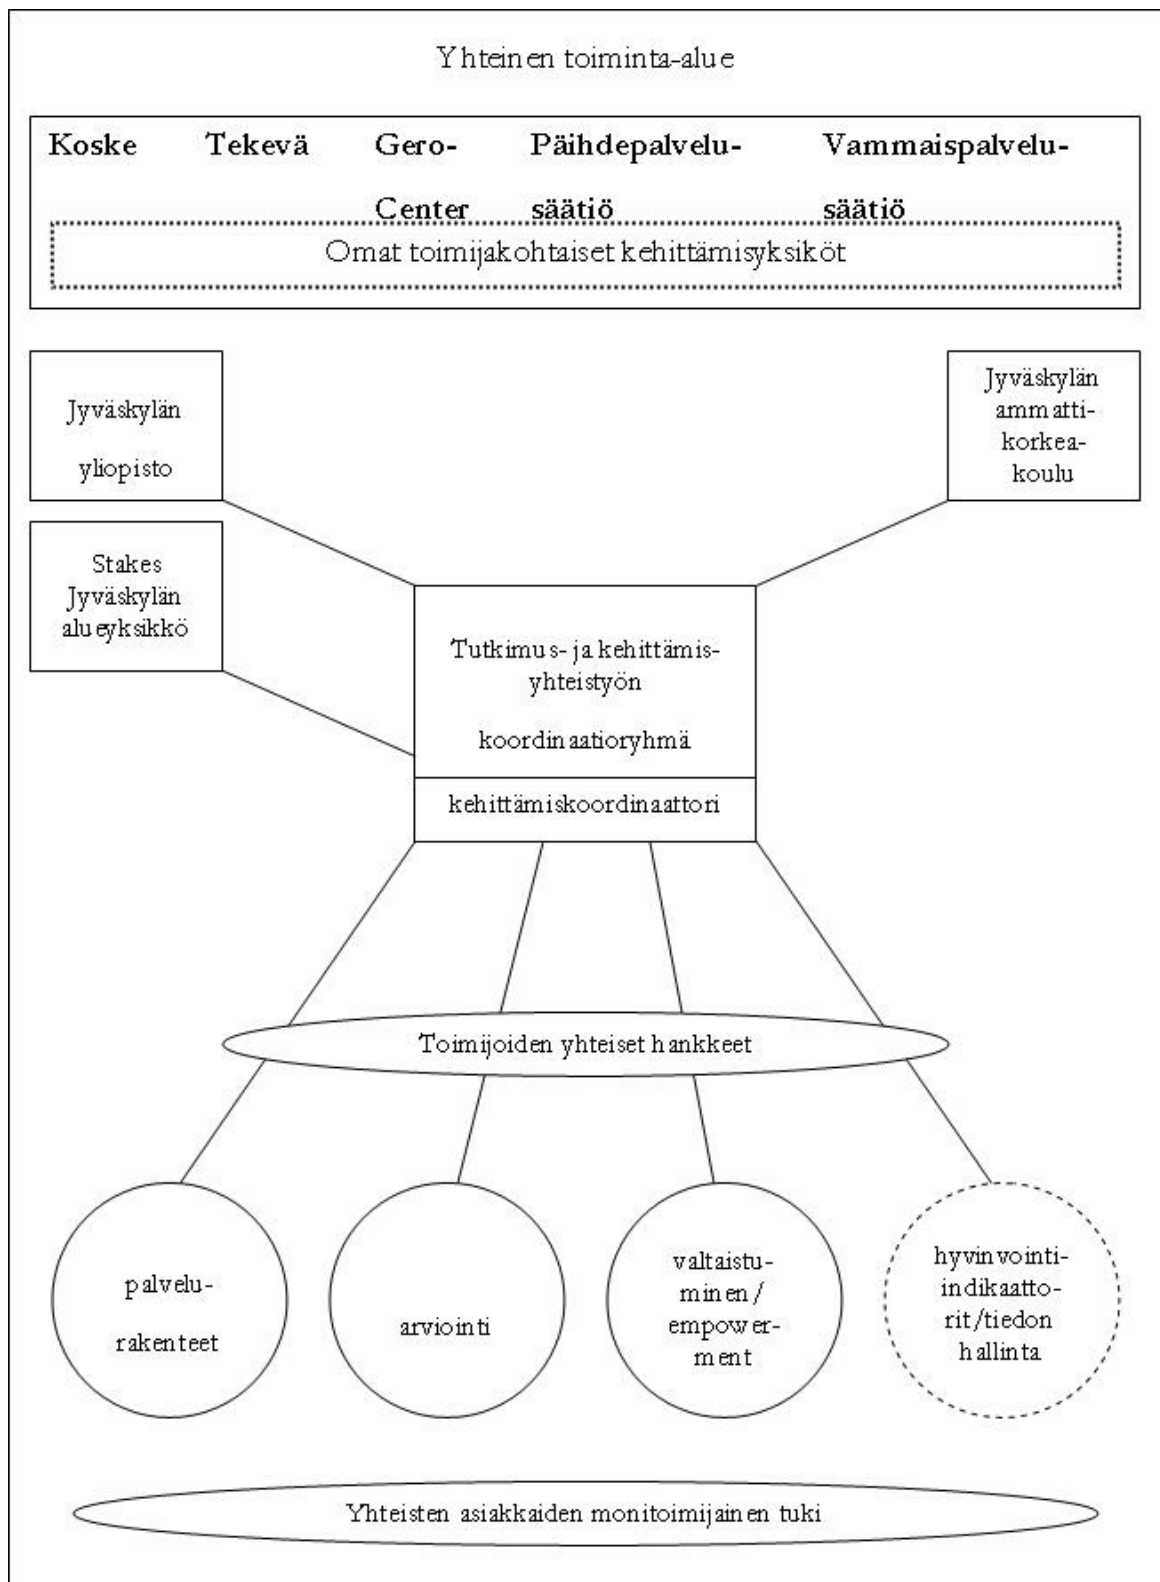 Yhteinen toiminta-alue
Koske Tekevä Gero- Päihdepalvelu- Vammaispalvelu-
Center säätiö säätiö
Omat toimijakohtaiset kehittämisyksiköt
Jyväskylän
yliopisto
Jyväskylän
ammatti-
korkea-
koulu
Stakes
Jyväskylän
alueyksikkö
Tutkimus- ja kehittämis-
yhteistyön
koordinaatioryhmä
kehittämiskoordinaattori
Toimijoiden yhteiset hankkeet
palvelu-
rakenteet
arviointi
valtaistu-
minen/
empower-
ment
hyvinvointi-
indikaatto-
rit/tiedon
hallinta
Yhteisten asiakkaiden monitoimijainen tuki